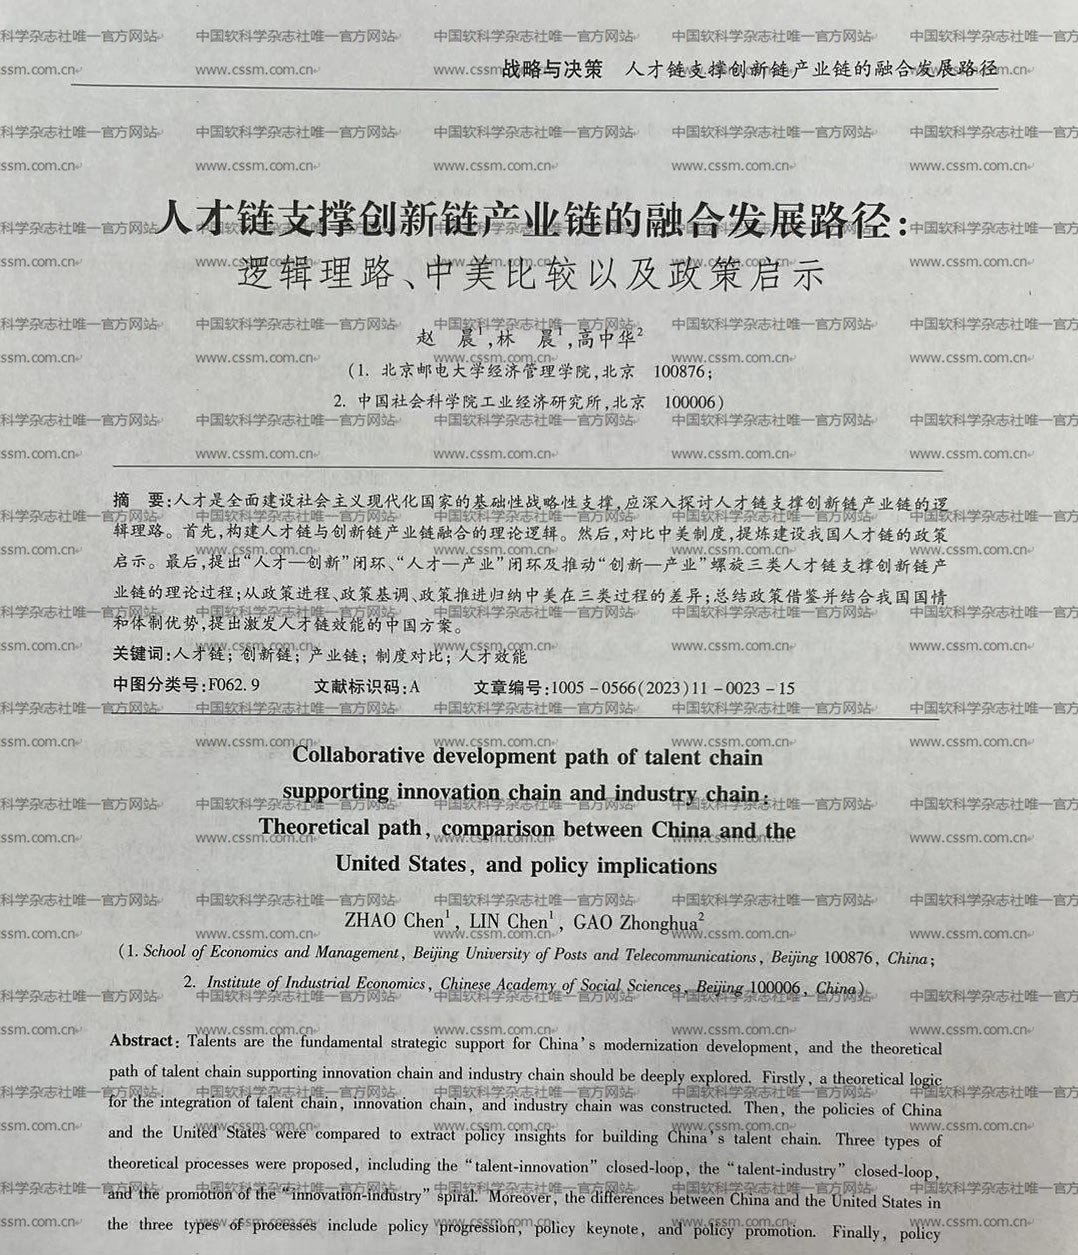 战略与决策 人才链支撑创新链产业链的融合发展路径
人才链支撑创新链产业链的融合发展路径:
逻辑理路、中美比较以及政策启示
赵 晨1,林 晨1,高中华2
(1. 北京邮电大学经济管理学院,北京 100876;
2. 中国社会科学院工业经济研究所,北京 100006)
摘 要:人才是全面建设社会主义现代化国家的基础性战略性支撑,应深入探讨人才链支撑创新链产业链的逻
辑理路。首先,构建人才链与创新链产业链融合的理论逻辑。然后,对比中美制度,提炼建设我国人才链的政策
启示。最后,提出“人才—创新”闭环、“人才—产业”闭环及推动“创新—产业”螺旋三类人才链支撑创新链产
业链的理论过程;从政策进程、政策基调、政策推进归纳中美在三类过程的差异;总结政策借鉴并结合我国国情
和体制优势,提出激发人才链效能的中国方案。
关键词:人才链; 创新链; 产业链; 制度对比; 人才效能
中图分类号:F062.9 文献标识码:A 文章编号:1005-0566(2023)11-0023-15
Collaborative development path of talent chain
supporting innovation chain and industry chain:
Theoretical path, comparison between China and the
United States, and policy implications
ZHAO Chen1, LIN Chen1, GAO Zhonghua2
(1. School of Economics and Management, Beijing University of Posts and Telecommunications, Beijing 100876, China;
2. Institute of Industrial Economics, Chinese Academy of Social Sciences, Beijing 100006, China)
Abstract: Talents are the fundamental strategic support for China's modernization development, and the theoretical
path of talent chain supporting innovation chain and industry chain should be deeply explored. Firstly, a theoretical logic
for the integration of talent chain, innovation chain, and industry chain was constructed. Then, the policies of China
and the United States were compared to extract policy insights for building China's talent chain. Three types of
theoretical processes were proposed, including the “talent-innovation” closed-loop, the “talent-industry” closed-loop,
and the promotion of the “innovation-industry” spiral. Moreover, the differences between China and the United States in
the three types of processes include policy progression, policy keynote, and policy promotion. Finally, policy
中国软科学杂志社唯一官方网站
www.cssm.com.cn